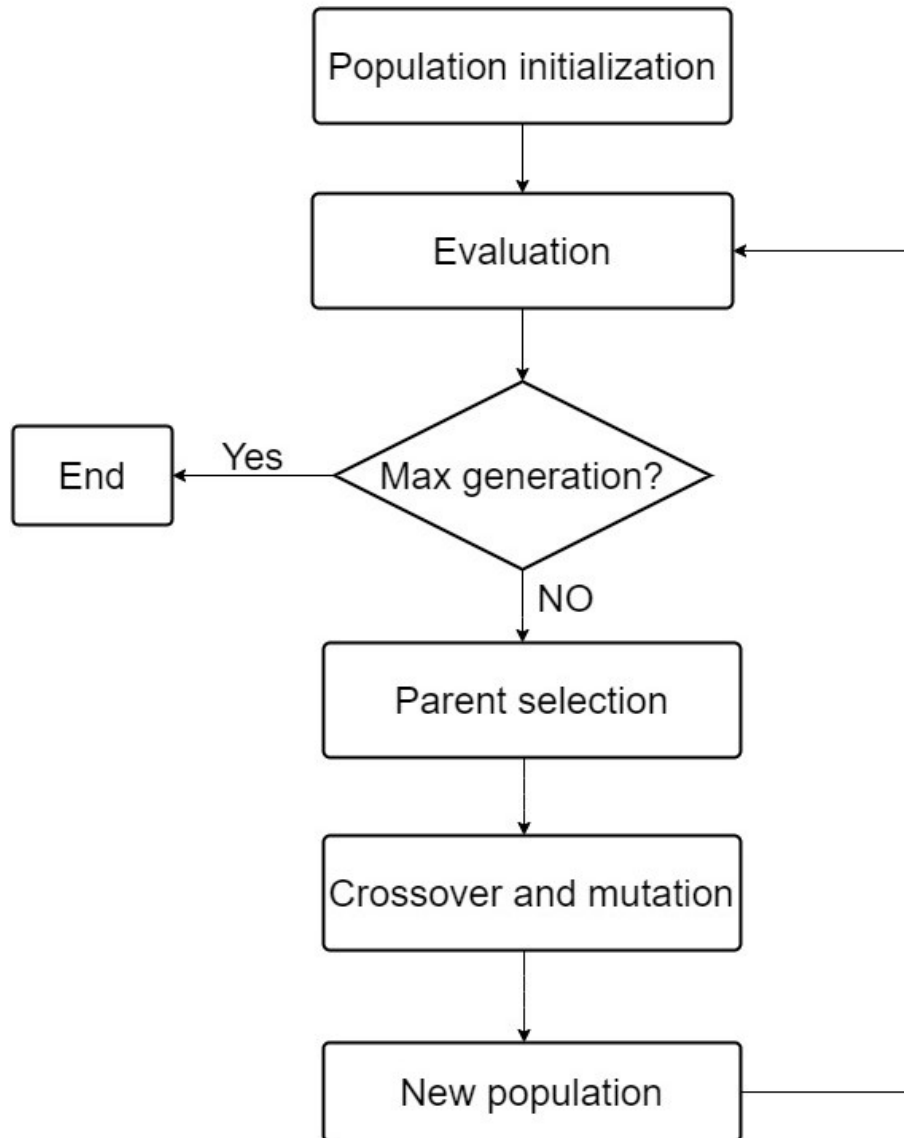 Population initialization
Evaluation
Yes
End
Max generation?
NO
Parent selection
Crossover and mutation
New population